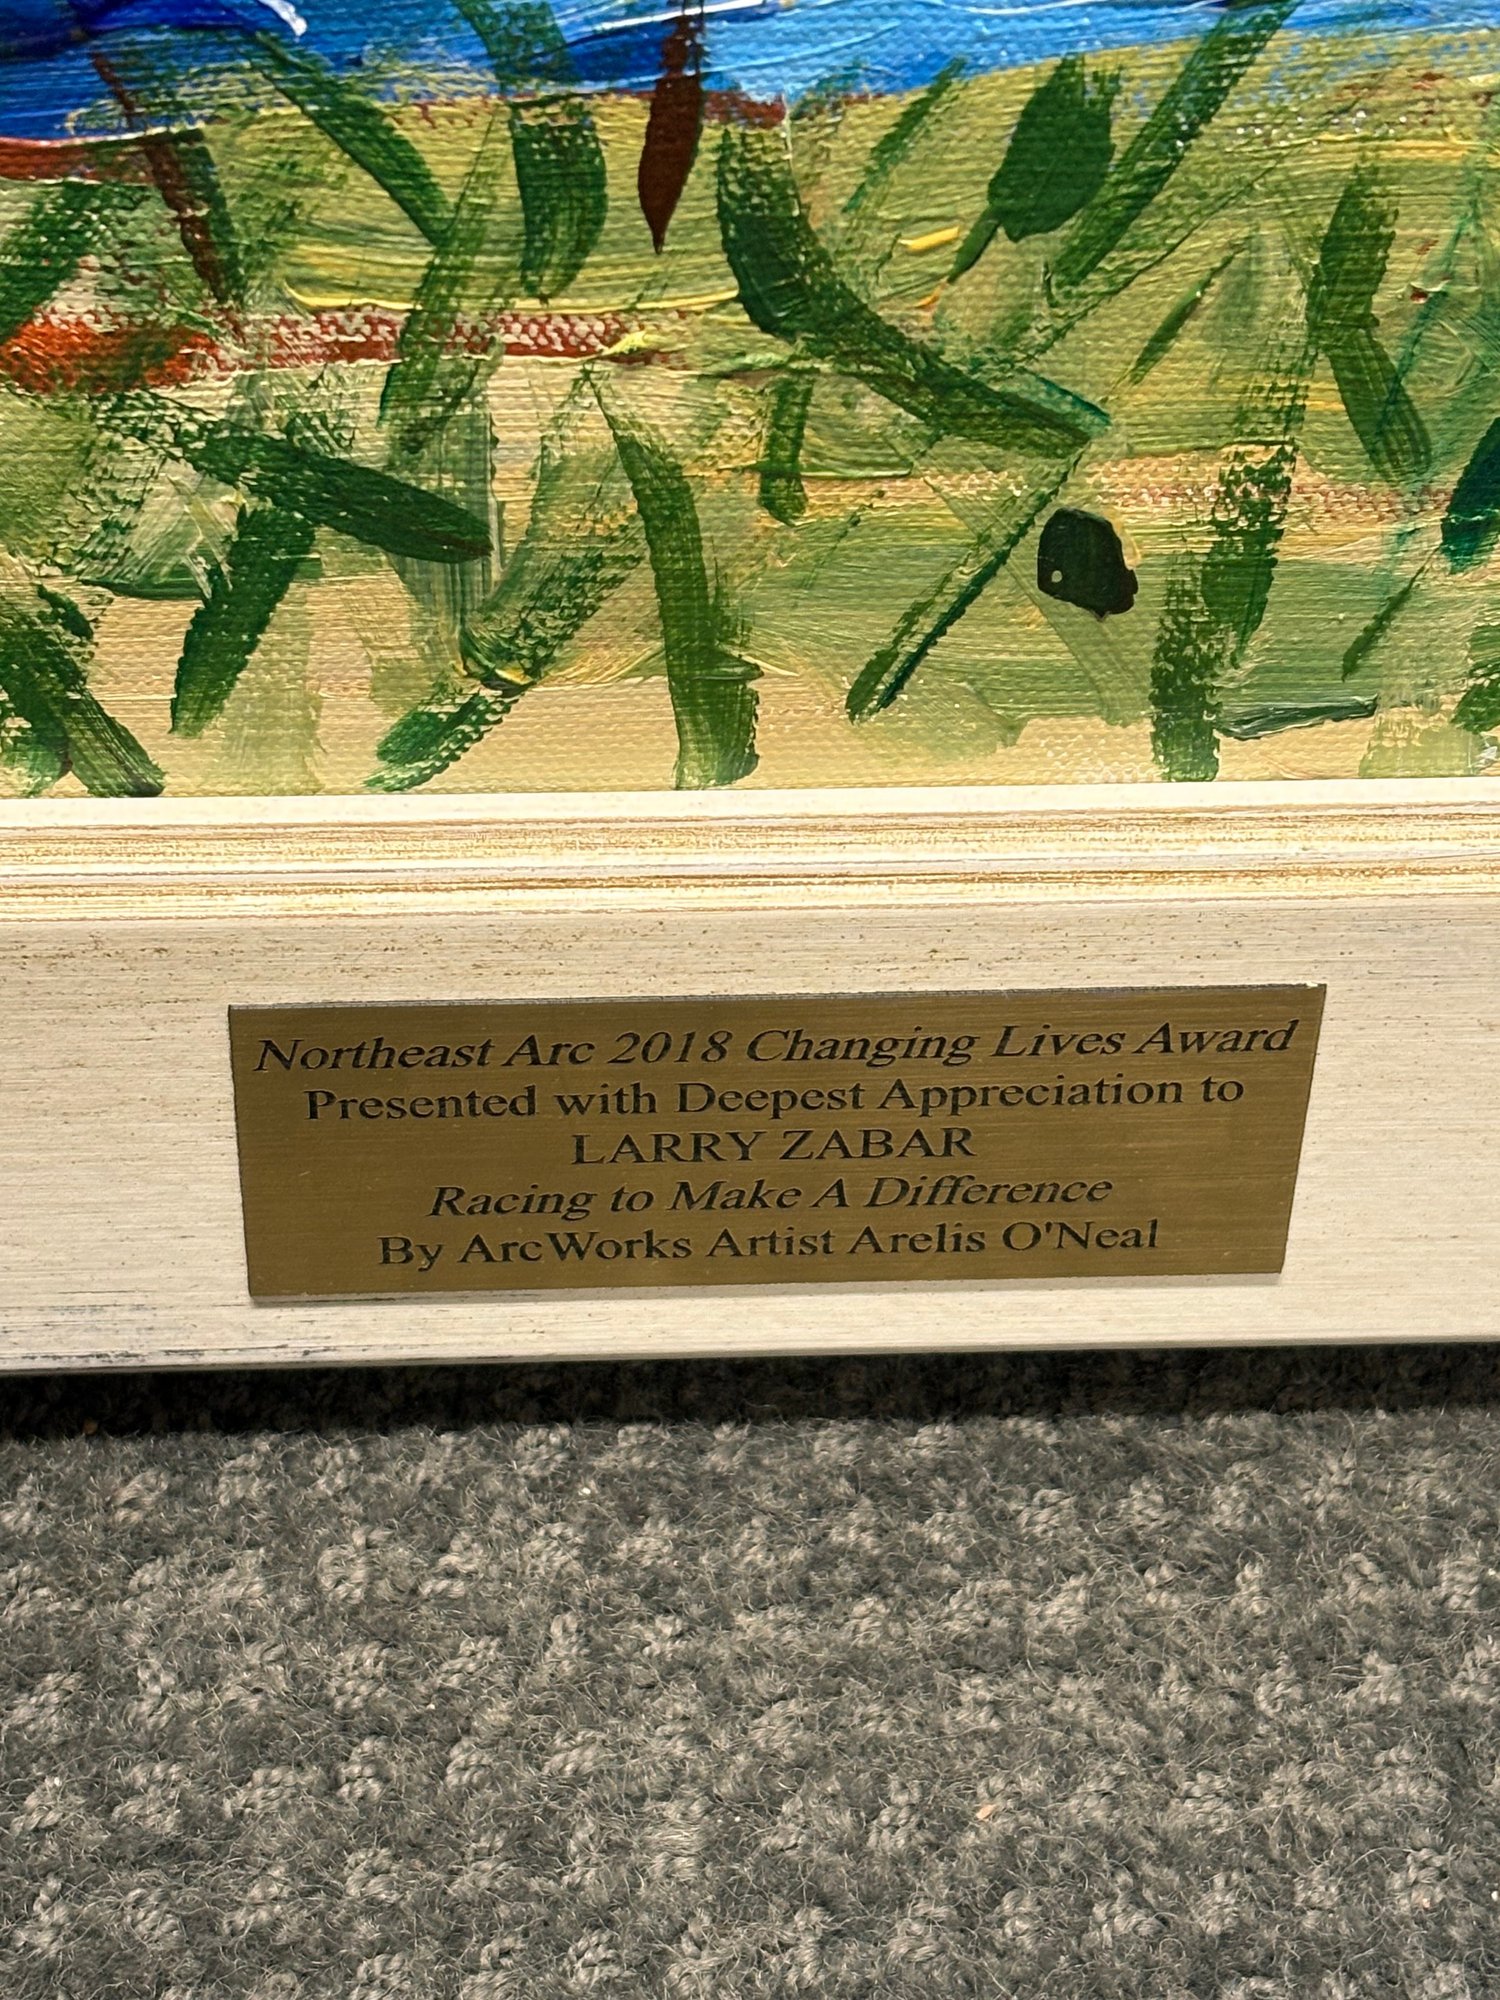 Northeast Arc 2018 Changing Lives Award
Presented with Deepest Appreciation to
LARRY ZABAR
Racing to Make A Difference
By ArcWorks Artist Arelis O'Neal